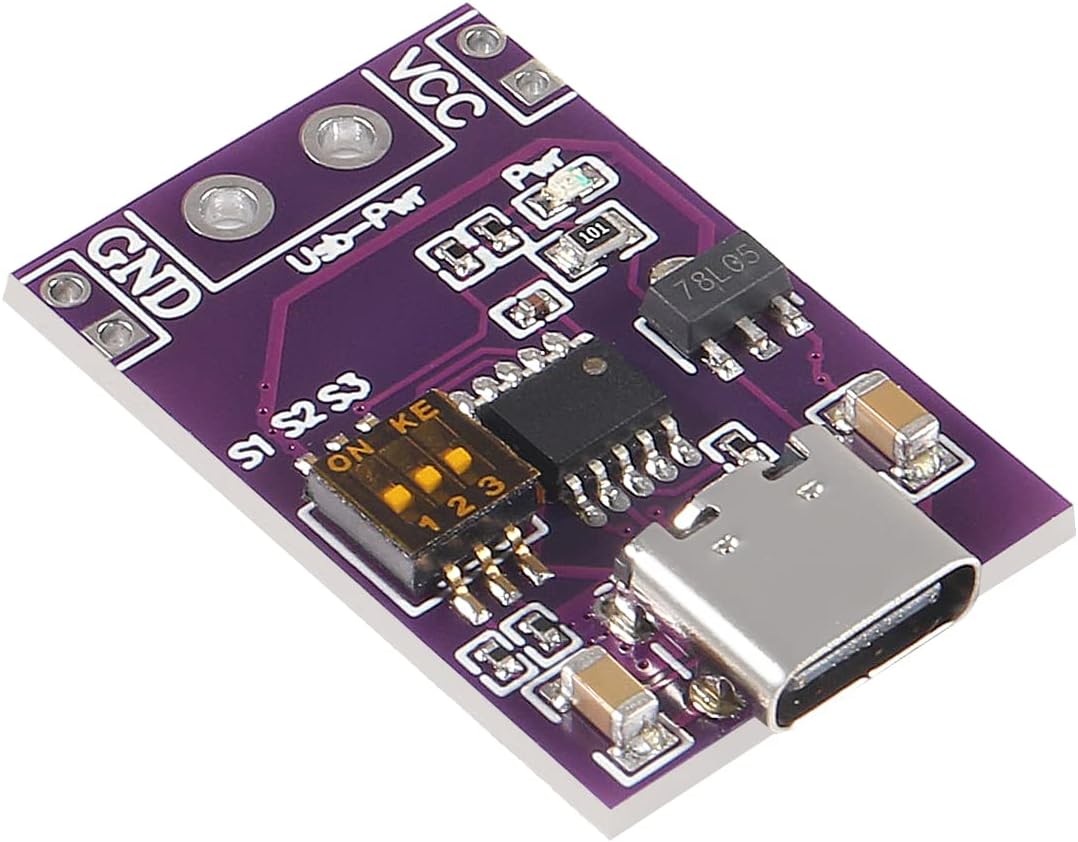 VCC
GND
Usb-Pwr
Pwr
101
78L05
S1 S2 S3
ON KE
1 2 3